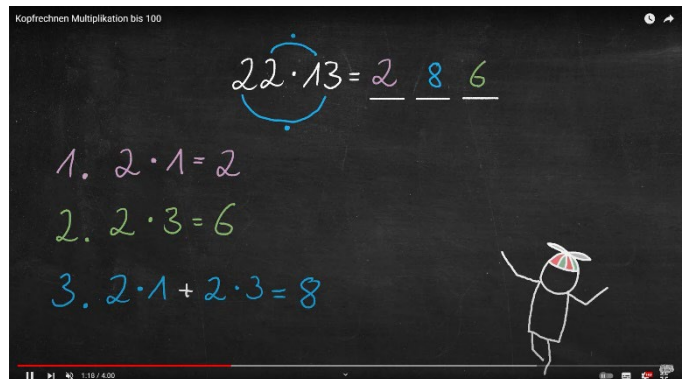 Kopfrechnen Multiplikation bis 100
22 · 13 = 2 8 6
1. 2 · 1 = 2
2. 2 · 3 = 6
3. 2 · 1 + 2 · 3 = 8
1:18 / 4:00